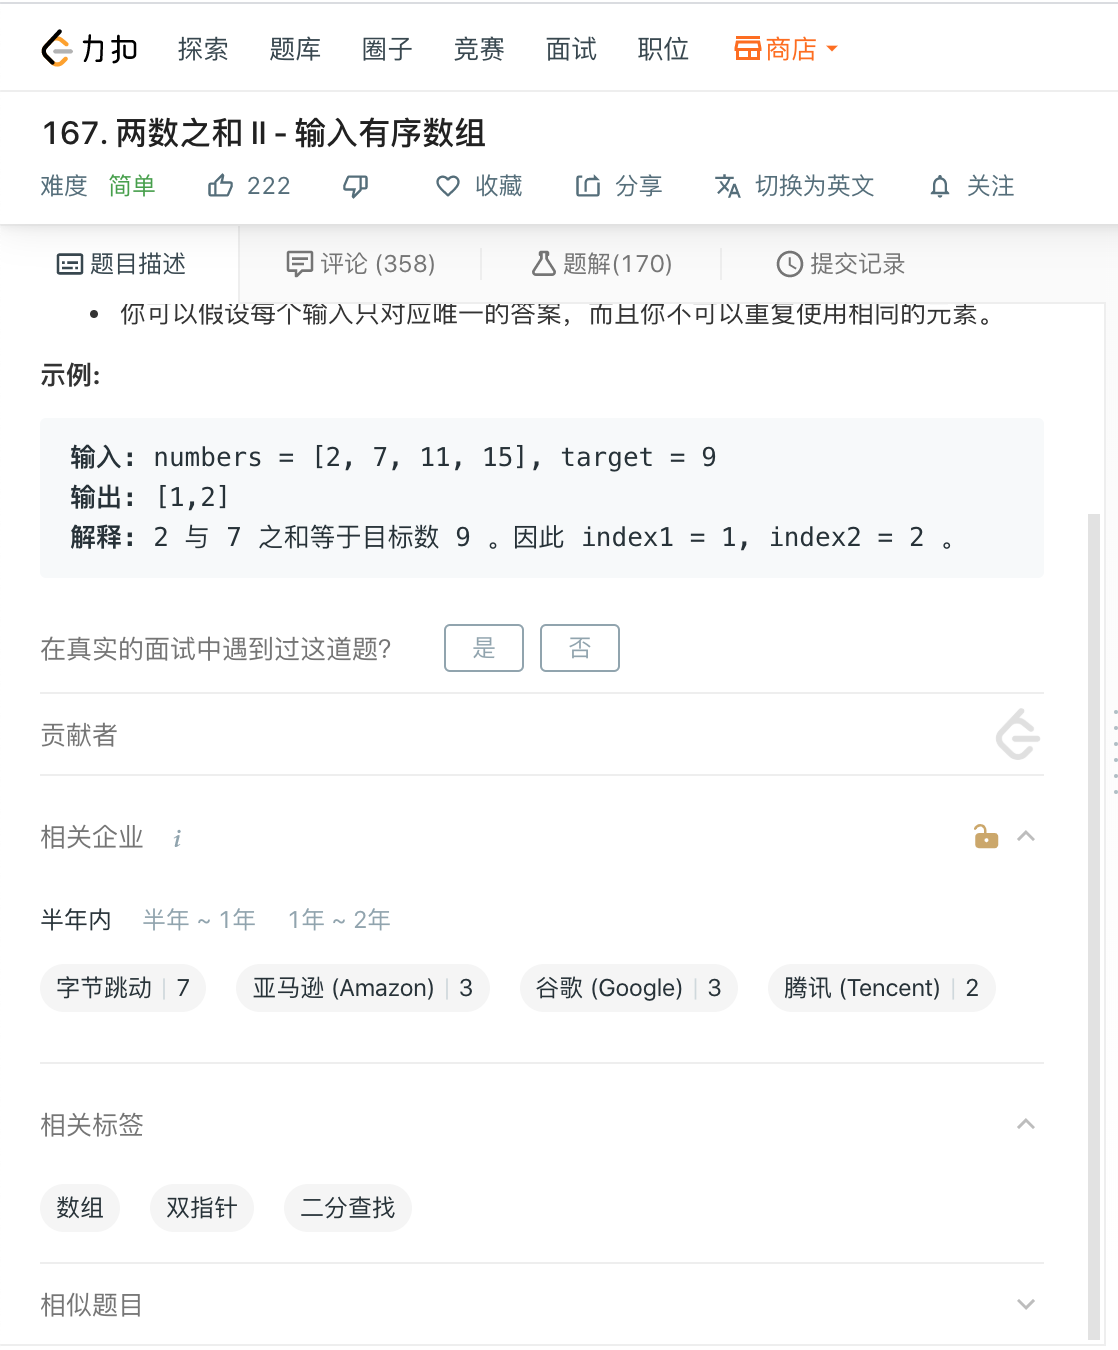 力扣 探索 题库 圈子 竞赛 面试 职位 商店
167. 两数之和 II - 输入有序数组
难度 简单 222 收藏 分享 切换为英文 关注
题目描述 评论 (358) 题解(170) 提交记录
你可以假设每个输入只对应唯一的答案，而且你不可以重复使用相同的元素。
示例:
输入: numbers = [2, 7, 11, 15], target = 9
输出: [1,2]
解释: 2 与 7 之和等于目标数 9 。因此 index1 = 1, index2 = 2 。
在真实的面试中遇到过这道题? 是 否
贡献者
相关企业 i
半年内 半年 ~ 1年 1年 ~ 2年
字节跳动 | 7 亚马逊 (Amazon) | 3 谷歌 (Google) | 3 腾讯 (Tencent) | 2
相关标签
数组 双指针 二分查找
相似题目